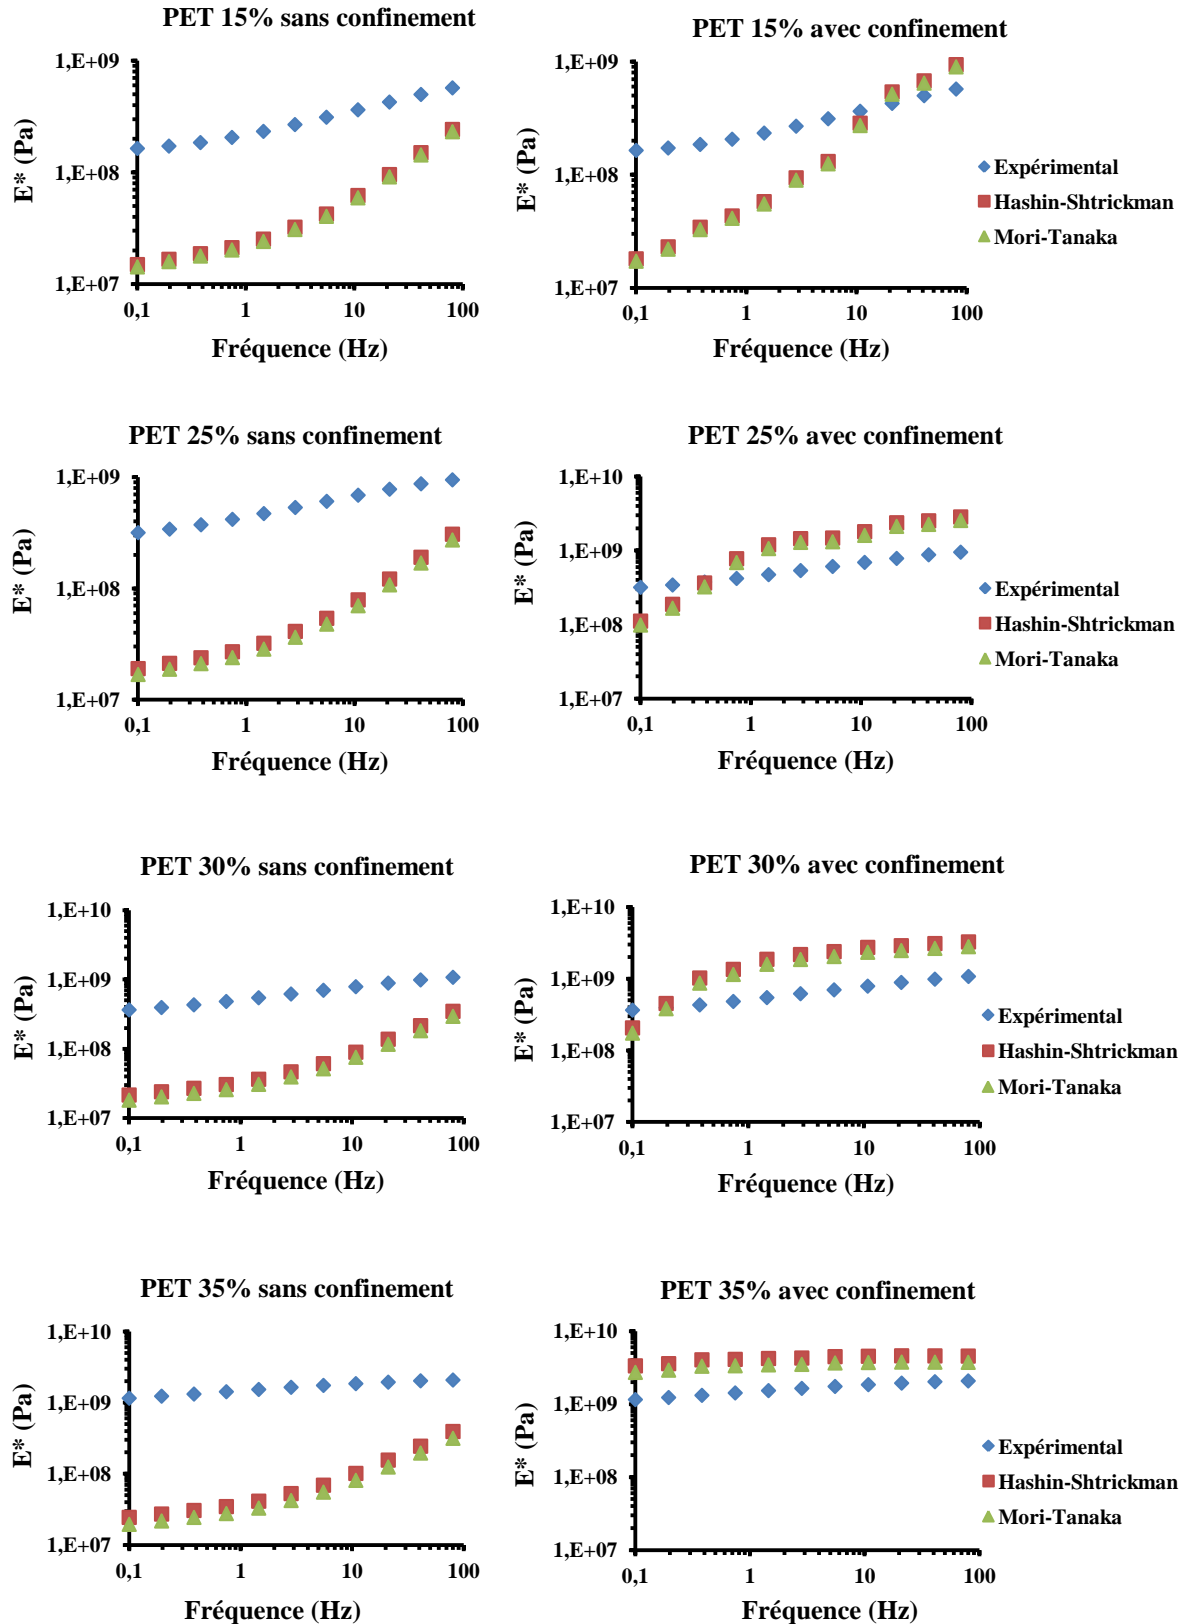 PET 15% sans confinement
1,E+09
1,E+08
1,E+07
E* (Pa)
0,1 1 10 100
Fréquence (Hz)
PET 15% avec confinement
1,E+09
1,E+08
1,E+07
E* (Pa)
0,1 1 10 100
Fréquence (Hz)
Expérimental
Hashin-Shtrickman
Mori-Tanaka
PET 25% sans confinement
1,E+09
1,E+08
1,E+07
E* (Pa)
0,1 1 10 100
Fréquence (Hz)
PET 25% avec confinement
1,E+10
1,E+09
1,E+08
1,E+07
E* (Pa)
0,1 1 10 100
Fréquence (Hz)
Expérimental
Hashin-Shtrickman
Mori-Tanaka
PET 30% sans confinement
1,E+10
1,E+09
1,E+08
1,E+07
E* (Pa)
0,1 1 10 100
Fréquence (Hz)
PET 30% avec confinement
1,E+10
1,E+09
1,E+08
1,E+07
E* (Pa)
0,1 1 10 100
Fréquence (Hz)
Expérimental
Hashin-Shtrickman
Mori-Tanaka
PET 35% sans confinement
1,E+10
1,E+09
1,E+08
1,E+07
E* (Pa)
0,1 1 10 100
Fréquence (Hz)
PET 35% avec confinement
1,E+10
1,E+09
1,E+08
1,E+07
E* (Pa)
0,1 1 10 100
Fréquence (Hz)
Expérimental
Hashin-Shtrickman
Mori-Tanaka